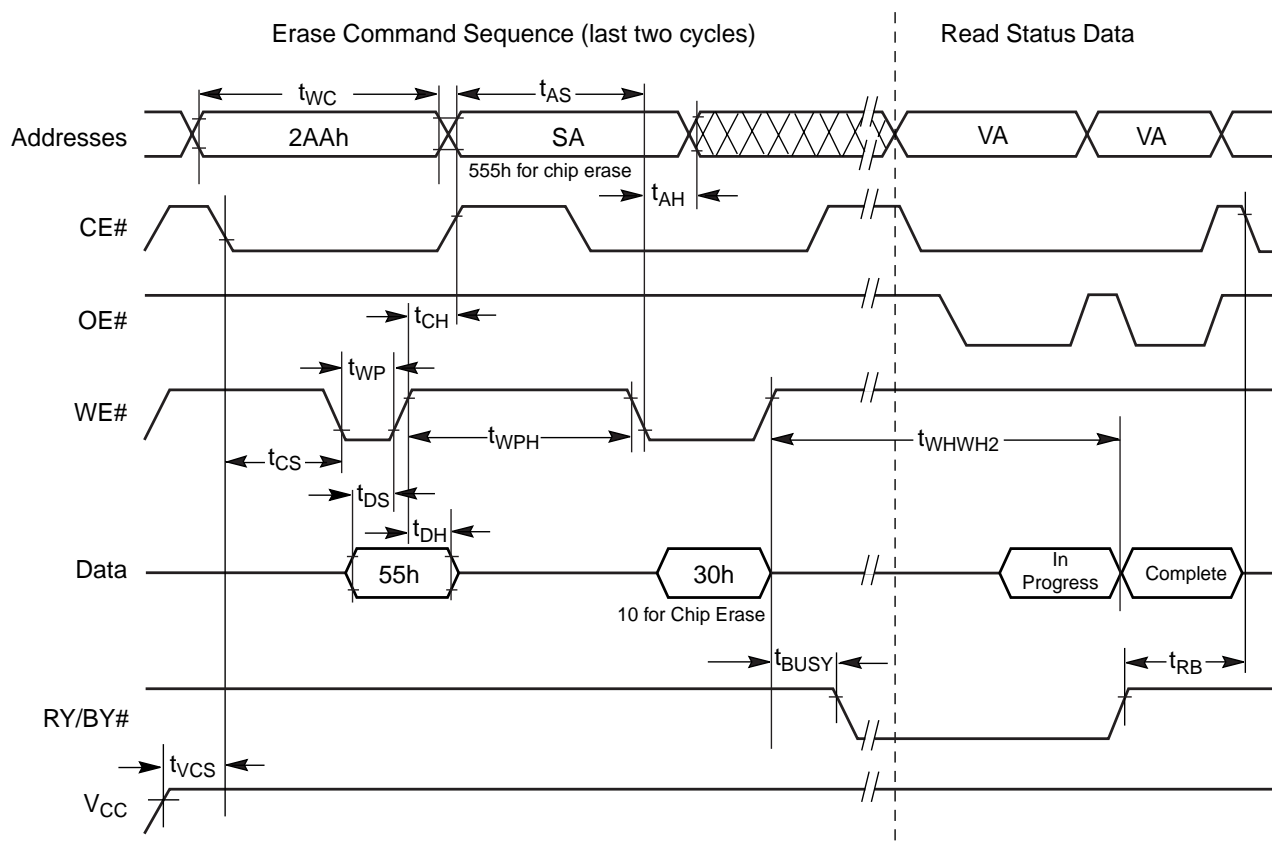 Erase Command Sequence (last two cycles)
Read Status Data
tWC
tAS
Addresses
2AAh
SA
VA
VA
555h for chip erase
tAH
CE#
OE#
tCH
tWP
WE#
tWPH
tWHWH2
tCS
tDS
tDH
Data
55h
30h
In
Progress
Complete
10 for Chip Erase
tBUSY
tRB
RY/BY#
tVCS
VCC